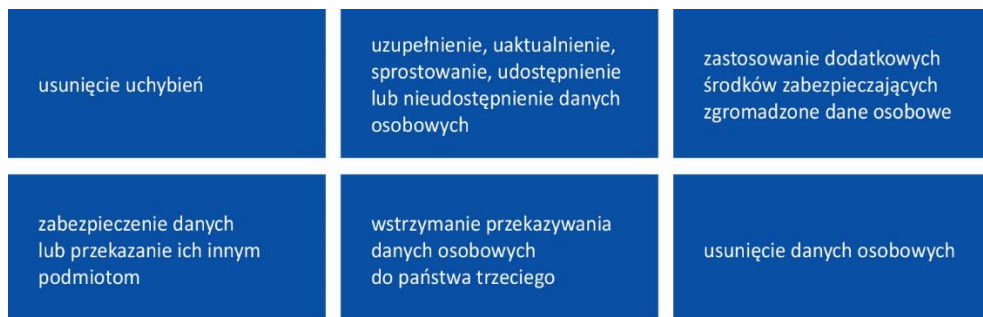 usunięcie uchybień
uzupełnienie, uaktualnienie,
sprostowanie, udostępnienie
lub nieudostępnienie danych
osobowych
zastosowanie dodatkowych
środków zabezpieczających
zgromadzone dane osobowe
zabezpieczenie danych
lub przekazanie ich innym
podmiotom
wstrzymanie przekazywania
danych osobowych
do państwa trzeciego
usunięcie danych osobowych